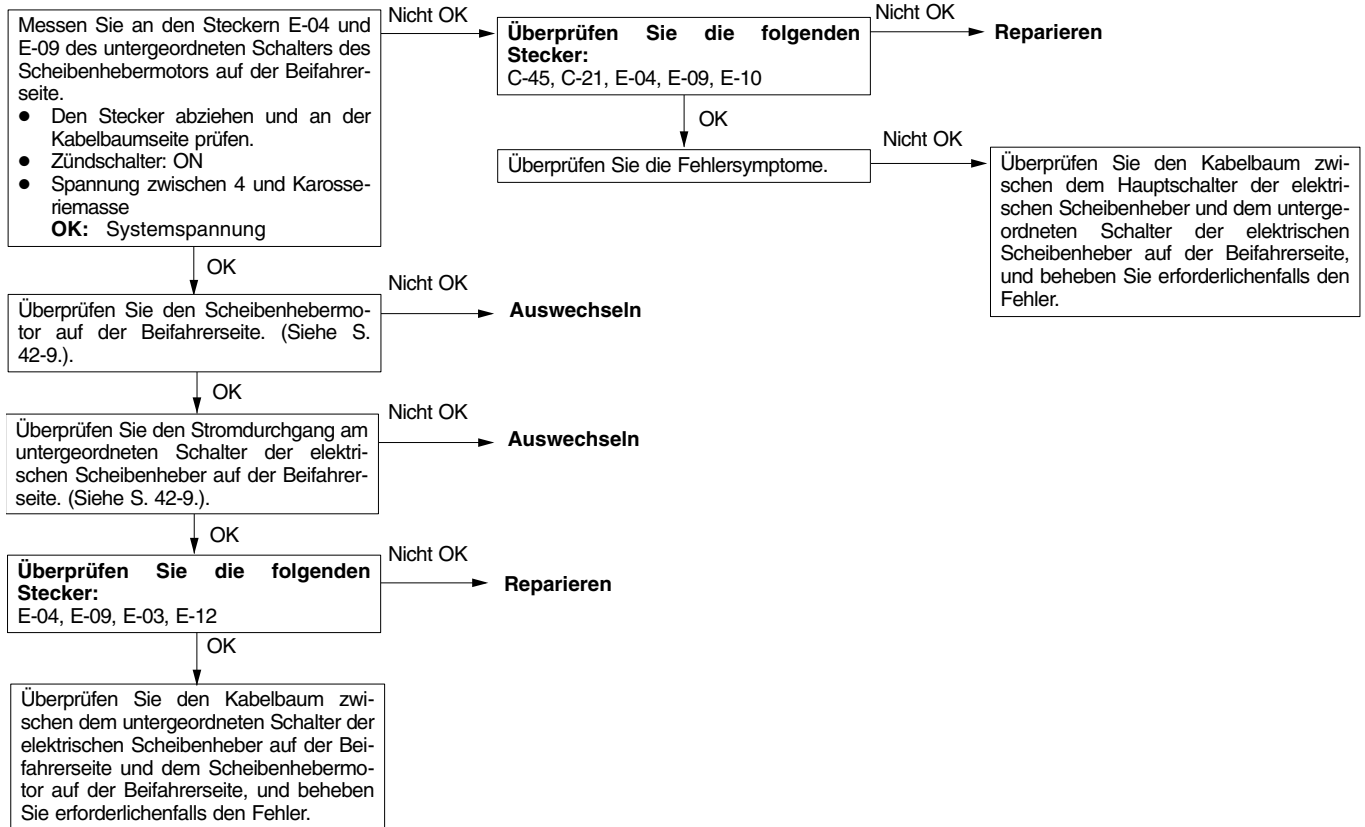 Messen Sie an den Steckern E-04 und
E-09 des untergeordneten Schalters des
Scheibenhebermotors auf der Beifahrer-
seite.
● Den Stecker abziehen und an der
Kabelbaumseite prüfen.
● Zündschalter: ON
● Spannung zwischen 4 und Karosse-
riemasse
OK: Systemspannung
Nicht OK
Überprüfen Sie die folgenden
Stecker:
C-45, C-21, E-04, E-09, E-10
Nicht OK
Reparieren
OK
Überprüfen Sie die Fehlersymptome.
Nicht OK
Überprüfen Sie den Kabelbaum zwi-
schen dem Hauptschalter der elektri-
schen Scheibenheber und dem unterge-
ordneten Schalter der elektrischen
Scheibenheber auf der Beifahrerseite,
und beheben Sie erforderlichenfalls den
Fehler.
OK
Überprüfen Sie den Scheibenhebermo-
tor auf der Beifahrerseite. (Siehe S.
42-9.).
Nicht OK
Auswechseln
OK
Überprüfen Sie den Stromdurchgang am
untergeordneten Schalter der elektri-
schen Scheibenheber auf der Beifahrer-
seite. (Siehe S. 42-9.).
Nicht OK
Auswechseln
OK
Überprüfen Sie die folgenden
Stecker:
E-04, E-09, E-03, E-12
Nicht OK
Reparieren
OK
Überprüfen Sie den Kabelbaum zwi-
schen dem untergeordneten Schalter der
elektrischen Scheibenheber auf der Bei-
fahrerseite und dem Scheibenhebermo-
tor auf der Beifahrerseite, und beheben
Sie erforderlichenfalls den Fehler.